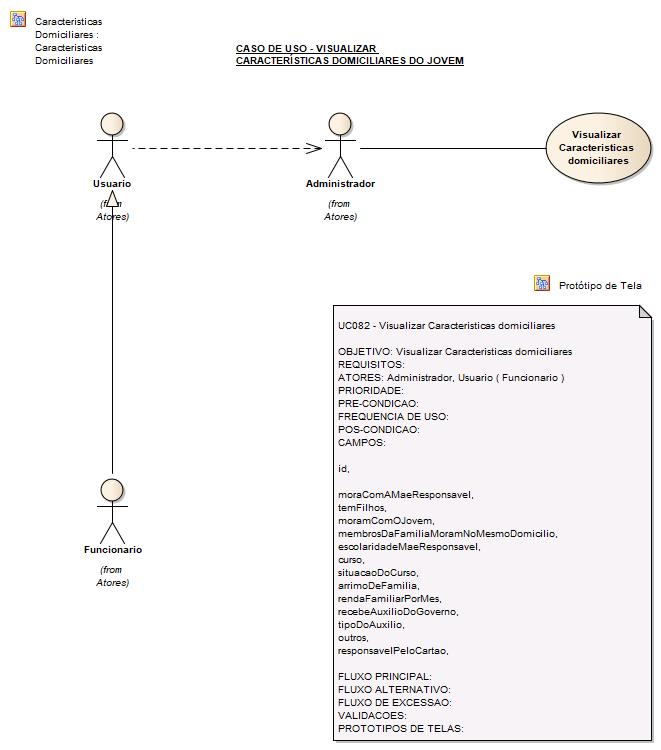 Caracteristicas
Domiciliares :
Caracteristicas
Domiciliares
CASO DE USO - VISUALIZAR
CARACTERÍSTICAS DOMICILIARES DO JOVEM
Usuario
(from
Atores)
Administrador
(from
Atores)
Visualizar
Caracteristicas
domiciliares
Protótipo de Tela
UC082 - Visualizar Caracteristicas domiciliares
OBJETIVO: Visualizar Caracteristicas domiciliares
REQUISITOS:
ATORES: Administrador, Usuario ( Funcionario )
PRIORIDADE:
PRE-CONDICAO:
FREQUENCIA DE USO:
POS-CONDICAO:
CAMPOS:
id,
moraComAMaeResponsavel,
temFilhos,
moramComOJovem,
membrosDaFamiliaMoramNoMesmoDomicilio,
escolaridadeMaeResponsavel,
curso,
situacaoDoCurso,
arrimoDeFamilia,
rendaFamiliarPorMes,
recebeAuxilioDoGoverno,
tipoDoAuxilio,
outros,
responsavelPeloCartao,
FLUXO PRINCIPAL:
FLUXO ALTERNATIVO:
FLUXO DE EXCESSAO:
VALIDACOES:
PROTOTIPOS DE TELAS:
Funcionario
(from
Atores)